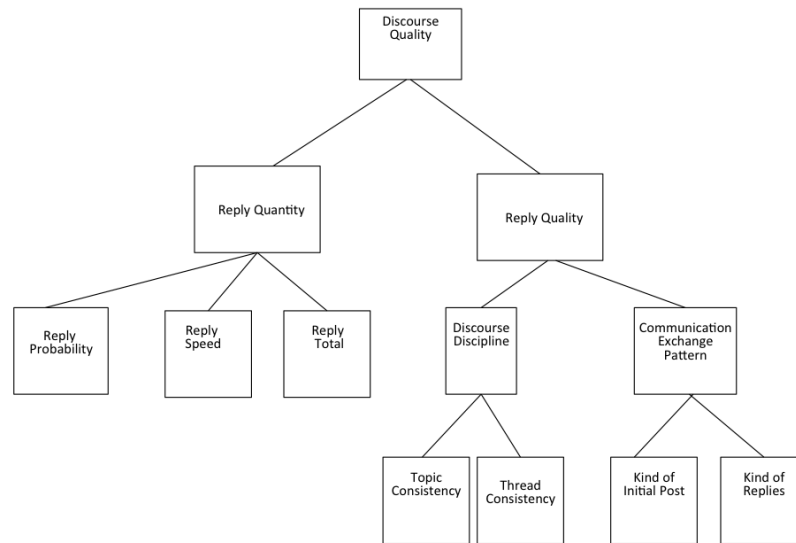 Discourse
Quality
Reply Quantity
Reply Quality
Reply
Probability
Reply
Speed
Reply
Total
Discourse
Discipline
Communication
Exchange
Pattern
Topic
Consistency
Thread
Consistency
Kind of
Initial Post
Kind of
Replies